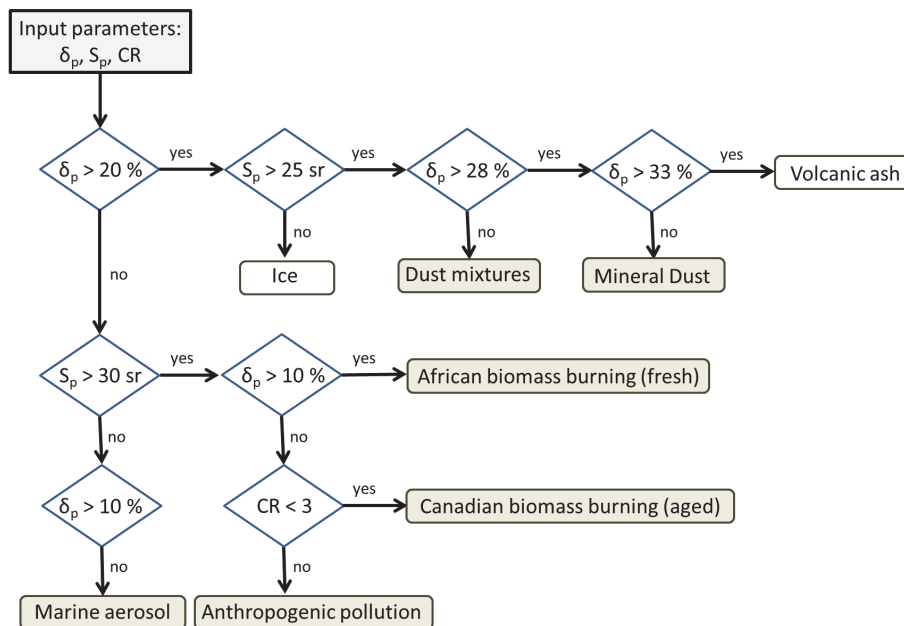 Input parameters:
δp, Sp, CR
δp > 20 %
yes
Sp > 25 sr
yes
δp > 28 %
yes
δp > 33 %
yes
Volcanic ash
no
no
no
no
Ice
Dust mixtures
Mineral Dust
Sp > 30 sr
yes
δp > 10 %
yes
African biomass burning (fresh)
no
no
δp > 10 %
CR < 3
yes
Canadian biomass burning (aged)
no
no
Marine aerosol
Anthropogenic pollution